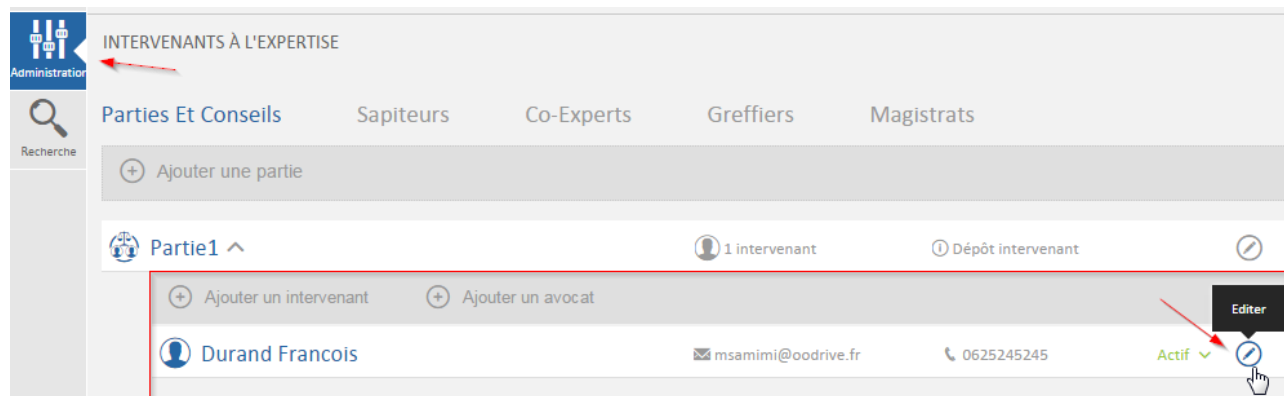 INTERVENANTS À L'EXPERTISE
Administration
Parties Et Conseils Sapiteurs Co-Experts Greffiers Magistrats
Recherche
Ajouter une partie
Partie1 1 intervenant Dépôt intervenant
Ajouter un intervenant Ajouter un avocat
Editer
Durand Francois msamimi@oodrive.fr 0625245245 Actif